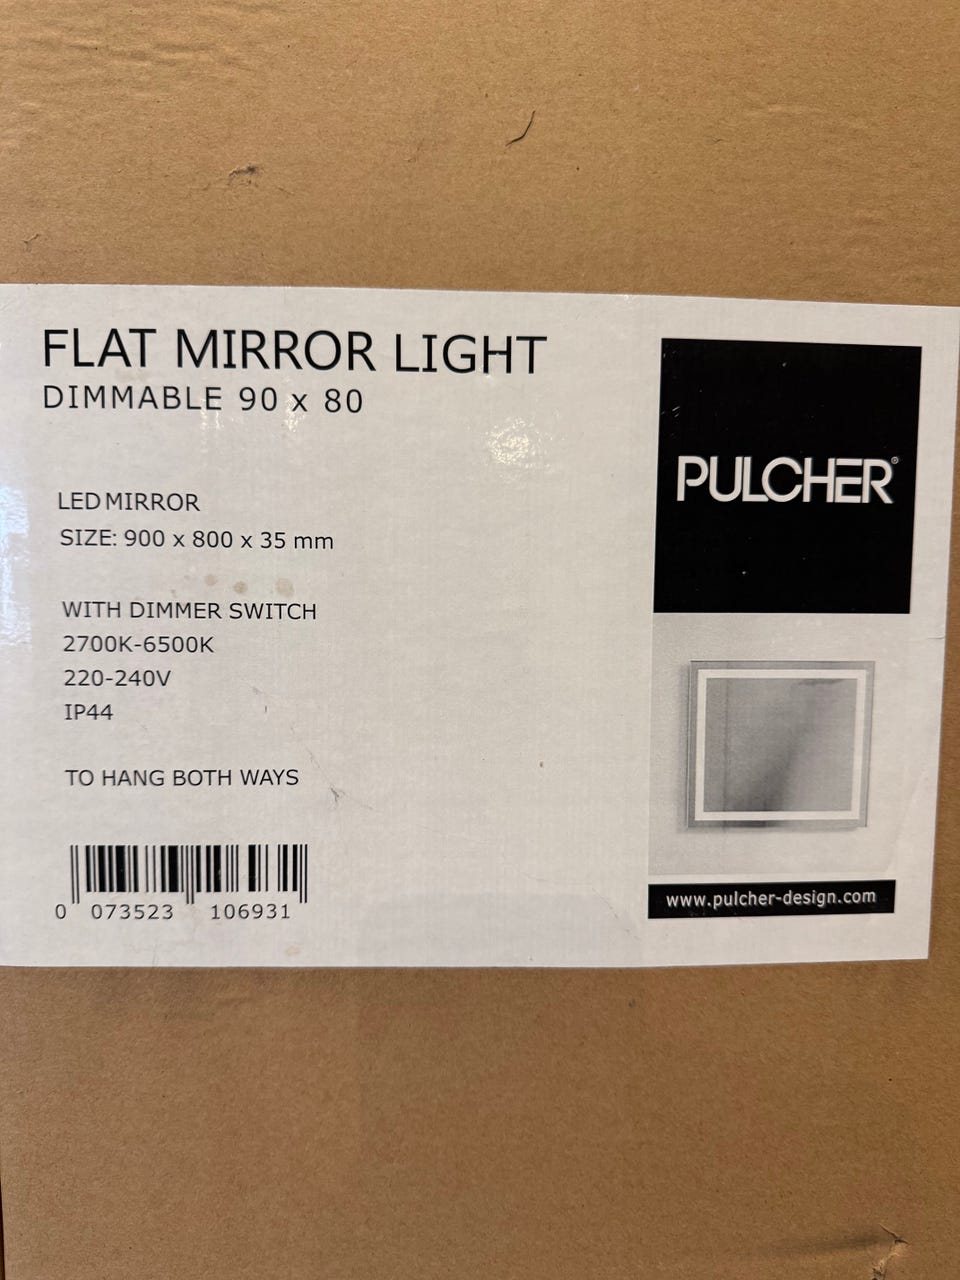 FLAT MIRROR LIGHT
DIMMABLE 90 x 80
LED MIRROR
SIZE: 900 x 800 x 35 mm
WITH DIMMER SWITCH
2700K-6500K
220-240V
IP44
TO HANG BOTH WAYS
0 073523 106931
PULCHER®
www.pulcher-design.com